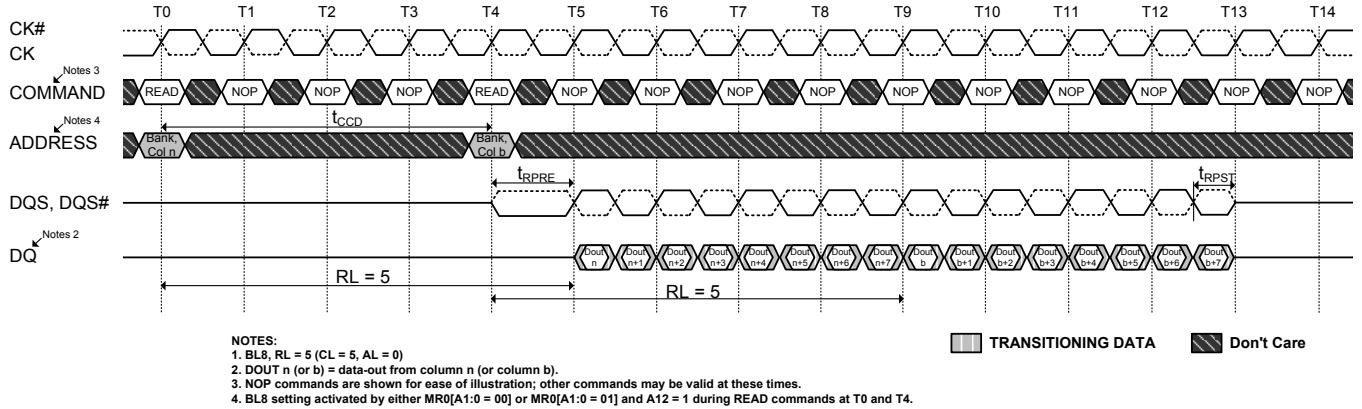 T0 T1 T2 T3 T4 T5 T6 T7 T8 T9 T10 T11 T12 T13 T14
CK#
CK
Notes 3
COMMAND READ NOP NOP NOP READ NOP NOP NOP NOP NOP NOP NOP NOP NOP NOP
tCCD
Notes 4
ADDRESS Bank, Col n Bank, Col b
tRPRE tRPST
DQS, DQS#
Notes 2
DQ Dout n Dout n+1 Dout n+2 Dout n+3 Dout n+4 Dout n+5 Dout n+6 Dout n+7 Dout b Dout b+1 Dout b+2 Dout b+3 Dout b+4 Dout b+5 Dout b+6 Dout b+7
RL = 5
RL = 5
NOTES:
1. BL8, RL = 5 (CL = 5, AL = 0)
2. DOUT n (or b) = data-out from column n (or column b).
3. NOP commands are shown for ease of illustration; other commands may be valid at these times.
4. BL8 setting activated by either MR0[A1:0 = 00] or MR0[A1:0 = 01] and A12 = 1 during READ commands at T0 and T4.
TRANSITIONING DATA Don't Care